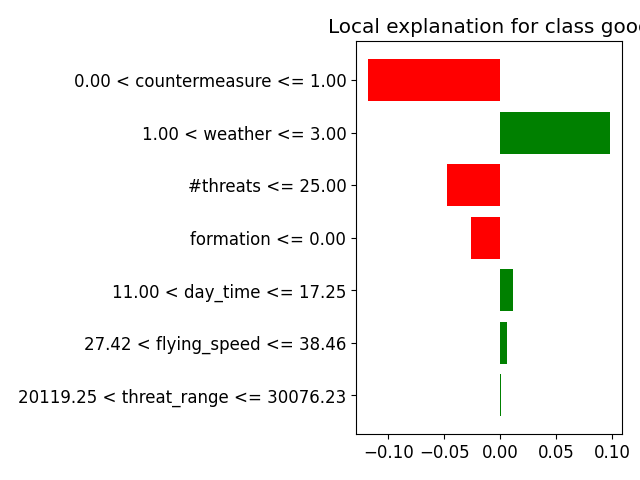 Local explanation for class good
0.00 < countermeasure <= 1.00
1.00 < weather <= 3.00
#threats <= 25.00
formation <= 0.00
11.00 < day_time <= 17.25
27.42 < flying_speed <= 38.46
20119.25 < threat_range <= 30076.23
−0.10 −0.05 0.00 0.05 0.10